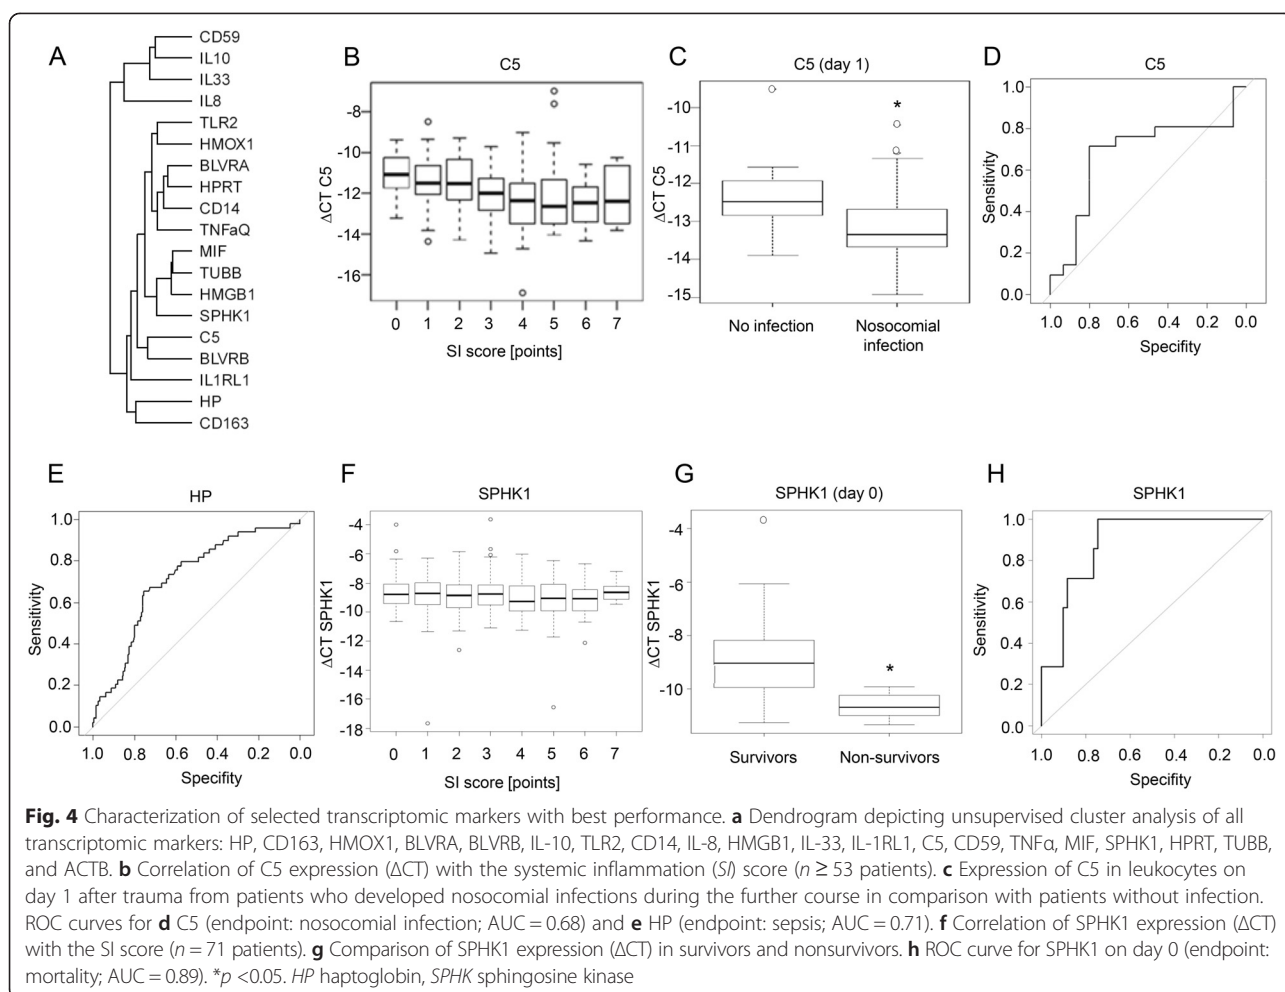 A
CD59
IL10
IL33
IL8
TLR2
HMOX1
BLVRA
HPRT
CD14
TNFaQ
MIF
TUBB
HMGB1
SPHK1
C5
BLVRB
IL1RL1
HP
CD163
B
C5
ΔCT C5
-8
-10
-12
-14
-16
0 1 2 3 4 5 6 7
SI score [points]
C
C5 (day 1)
ΔCT C5
-10
-11
-12
-13
-14
-15
*
No infection
Nosocomial
infection
D
C5
Sensitivity
1.0
0.8
0.6
0.4
0.2
0.0
1.0 0.8 0.6 0.4 0.2 0.0
Specifity
E
HP
Sensitivity
1.0
0.8
0.6
0.4
0.2
0.0
1.0 0.8 0.6 0.4 0.2 0.0
Specifity
F
SPHK1
ΔCT SPHK1
-4
-6
-8
-10
-12
-14
-16
-18
0 1 2 3 4 5 6 7
SI score [points]
G
SPHK1 (day 0)
ΔCT SPHK1
-4
-6
-8
-10
*
Survivors
Non-survivors
H
SPHK1
Sensitivity
1.0
0.8
0.6
0.4
0.2
0.0
1.0 0.8 0.6 0.4 0.2 0.0
Specifity
Fig. 4 Characterization of selected transcriptomic markers with best performance. a Dendrogram depicting unsupervised cluster analysis of all
transcriptomic markers: HP, CD163, HMOX1, BLVRA, BLVRB, IL-10, TLR2, CD14, IL-8, HMGB1, IL-33, IL-1RL1, C5, CD59, TNFα, MIF, SPHK1, HPRT, TUBB,
and ACTB. b Correlation of C5 expression (ΔCT) with the systemic inflammation (SI) score (n ≥ 53 patients). c Expression of C5 in leukocytes on
day 1 after trauma from patients who developed nosocomial infections during the further course in comparison with patients without infection.
ROC curves for d C5 (endpoint: nosocomial infection; AUC = 0.68) and e HP (endpoint: sepsis; AUC = 0.71). f Correlation of SPHK1 expression (ΔCT)
with the SI score (n = 71 patients). g Comparison of SPHK1 expression (ΔCT) in survivors and nonsurvivors. h ROC curve for SPHK1 on day 0 (endpoint:
mortality; AUC = 0.89). *p <0.05. HP haptoglobin, SPHK sphingosine kinase